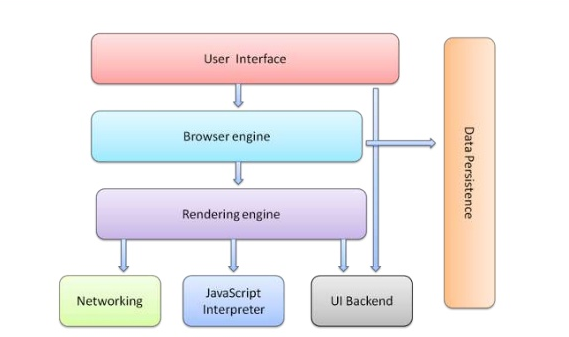 User Interface
Browser engine
Data Persistence
Rendering engine
Networking
JavaScript
Interpreter
UI Backend